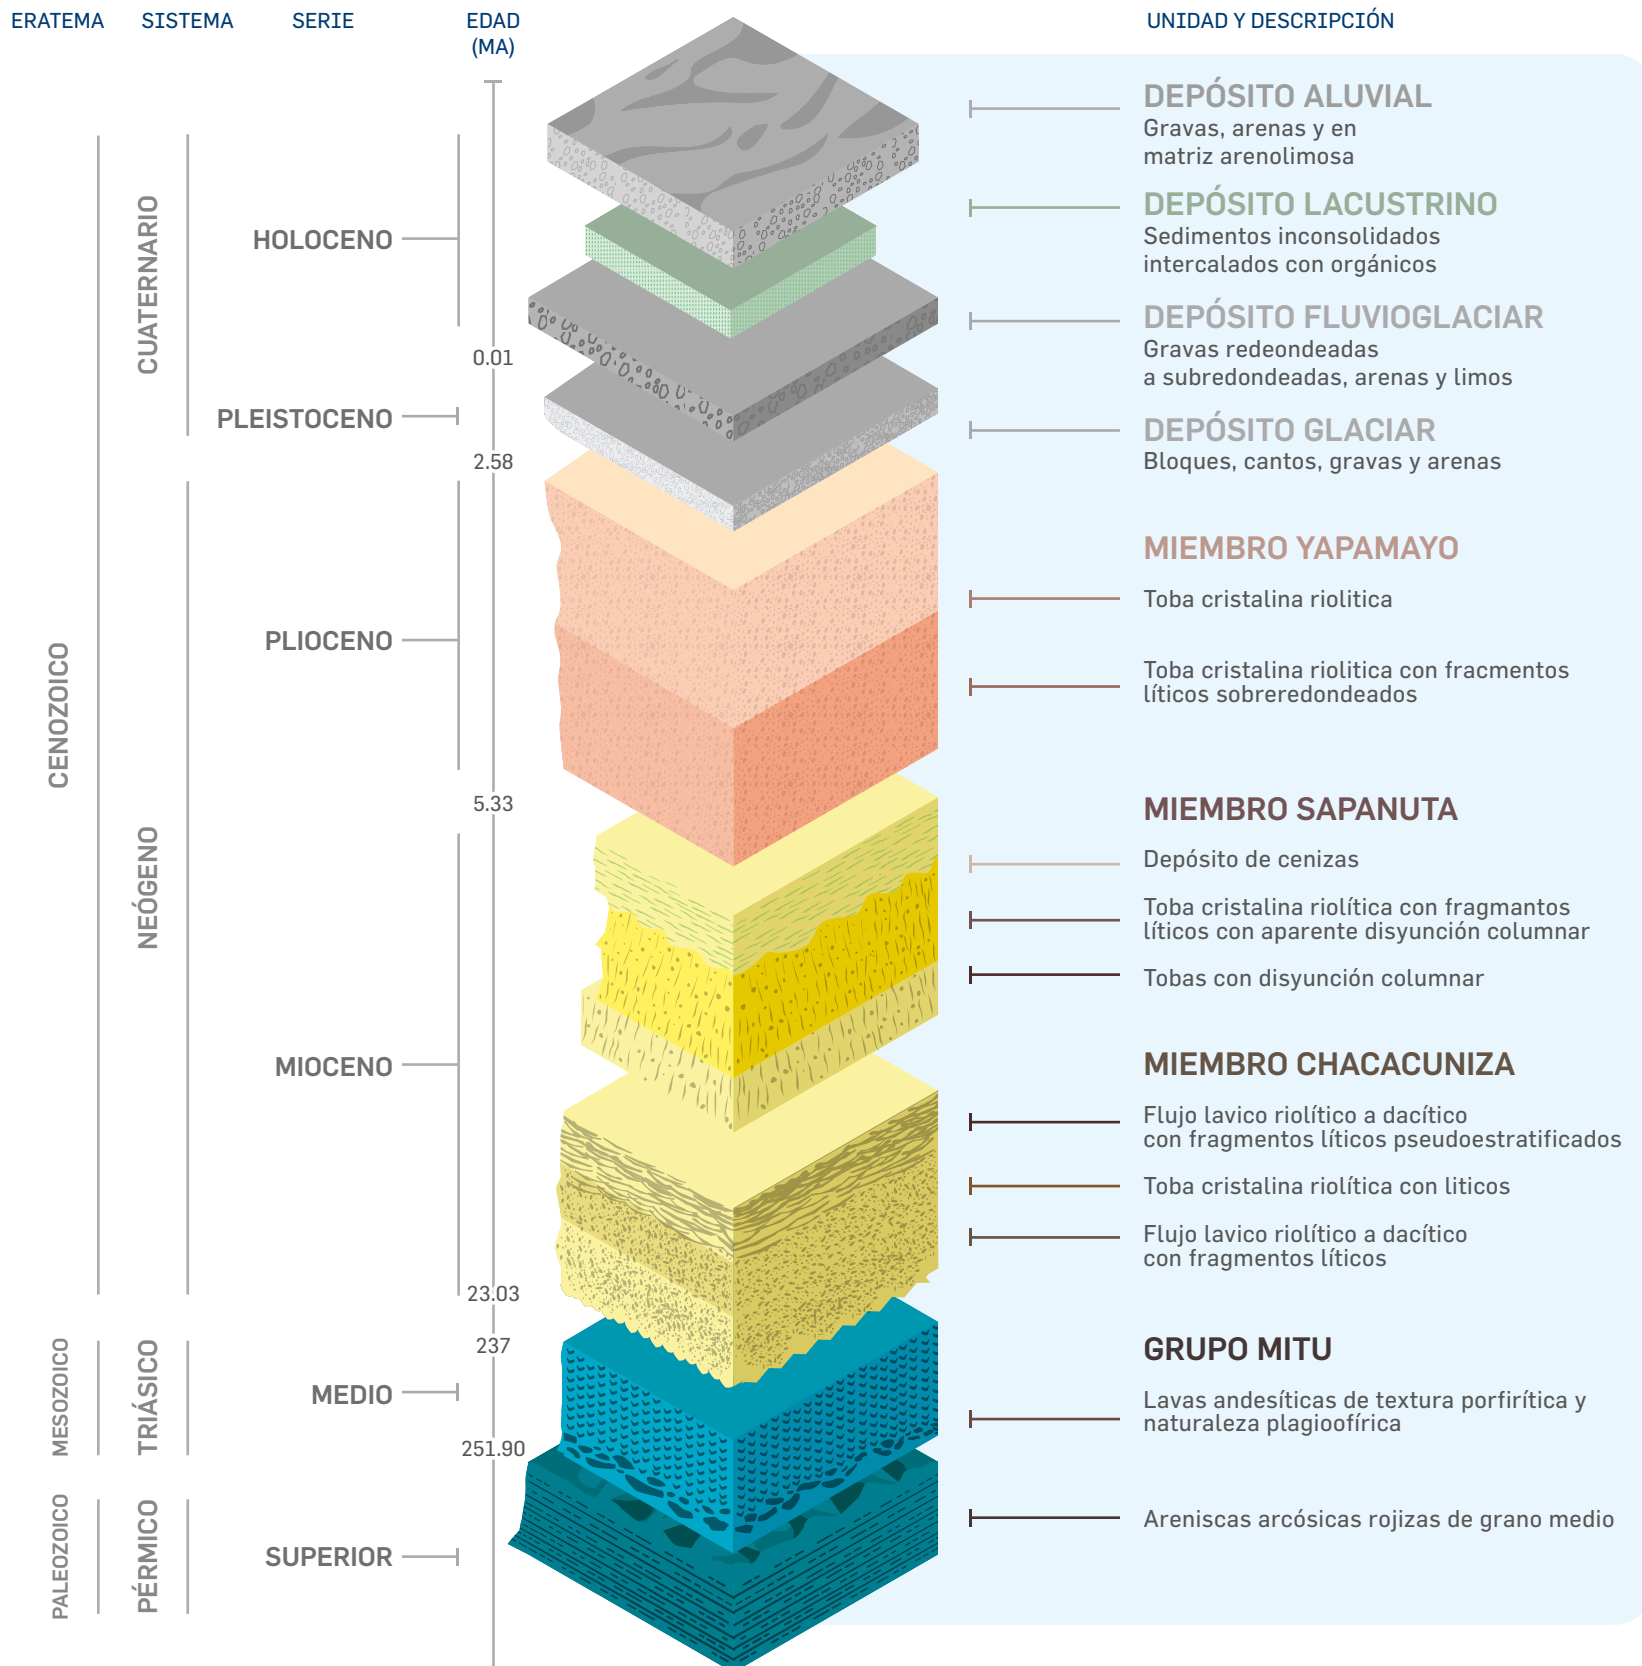 ERATEMA SISTEMA SERIE EDAD
(MA)
UNIDAD Y DESCRIPCIÓN
CENOZOICO
MESOZOICO
PALEOZOICO
CUATERNARIO
NEÓGENO
TRIÁSICO
PÉRMICO
HOLOCENO
PLEISTOCENO
PLIOCENO
MIOCENO
MEDIO
SUPERIOR
0.01
2.58
5.33
23.03
237
251.90
DEPÓSITO ALUVIAL
Gravas, arenas y en
matriz arenolimosa
DEPÓSITO LACUSTRINO
Sedimentos inconsolidados
intercalados con orgánicos
DEPÓSITO FLUVIOGLACIAR
Gravas redeondeadas
a subredondeadas, arenas y limos
DEPÓSITO GLACIAR
Bloques, cantos, gravas y arenas
MIEMBRO YAPAMAYO
Toba cristalina riolitica
Toba cristalina riolitica con fracmentos
líticos sobreredondeados
MIEMBRO SAPANUTA
Depósito de cenizas
Toba cristalina riolítica con fragmantos
líticos con aparente disyunción columnar
Tobas con disyunción columnar
MIEMBRO CHACACUNIZA
Flujo lavico riolítico a dacítico
con fragmentos líticos pseudoestratificados
Toba cristalina riolítica con liticos
Flujo lavico riolítico a dacítico
con fragmentos líticos
GRUPO MITU
Lavas andesíticas de textura porfirítica y
naturaleza plagioofírica
Areniscas arcósicas rojizas de grano medio